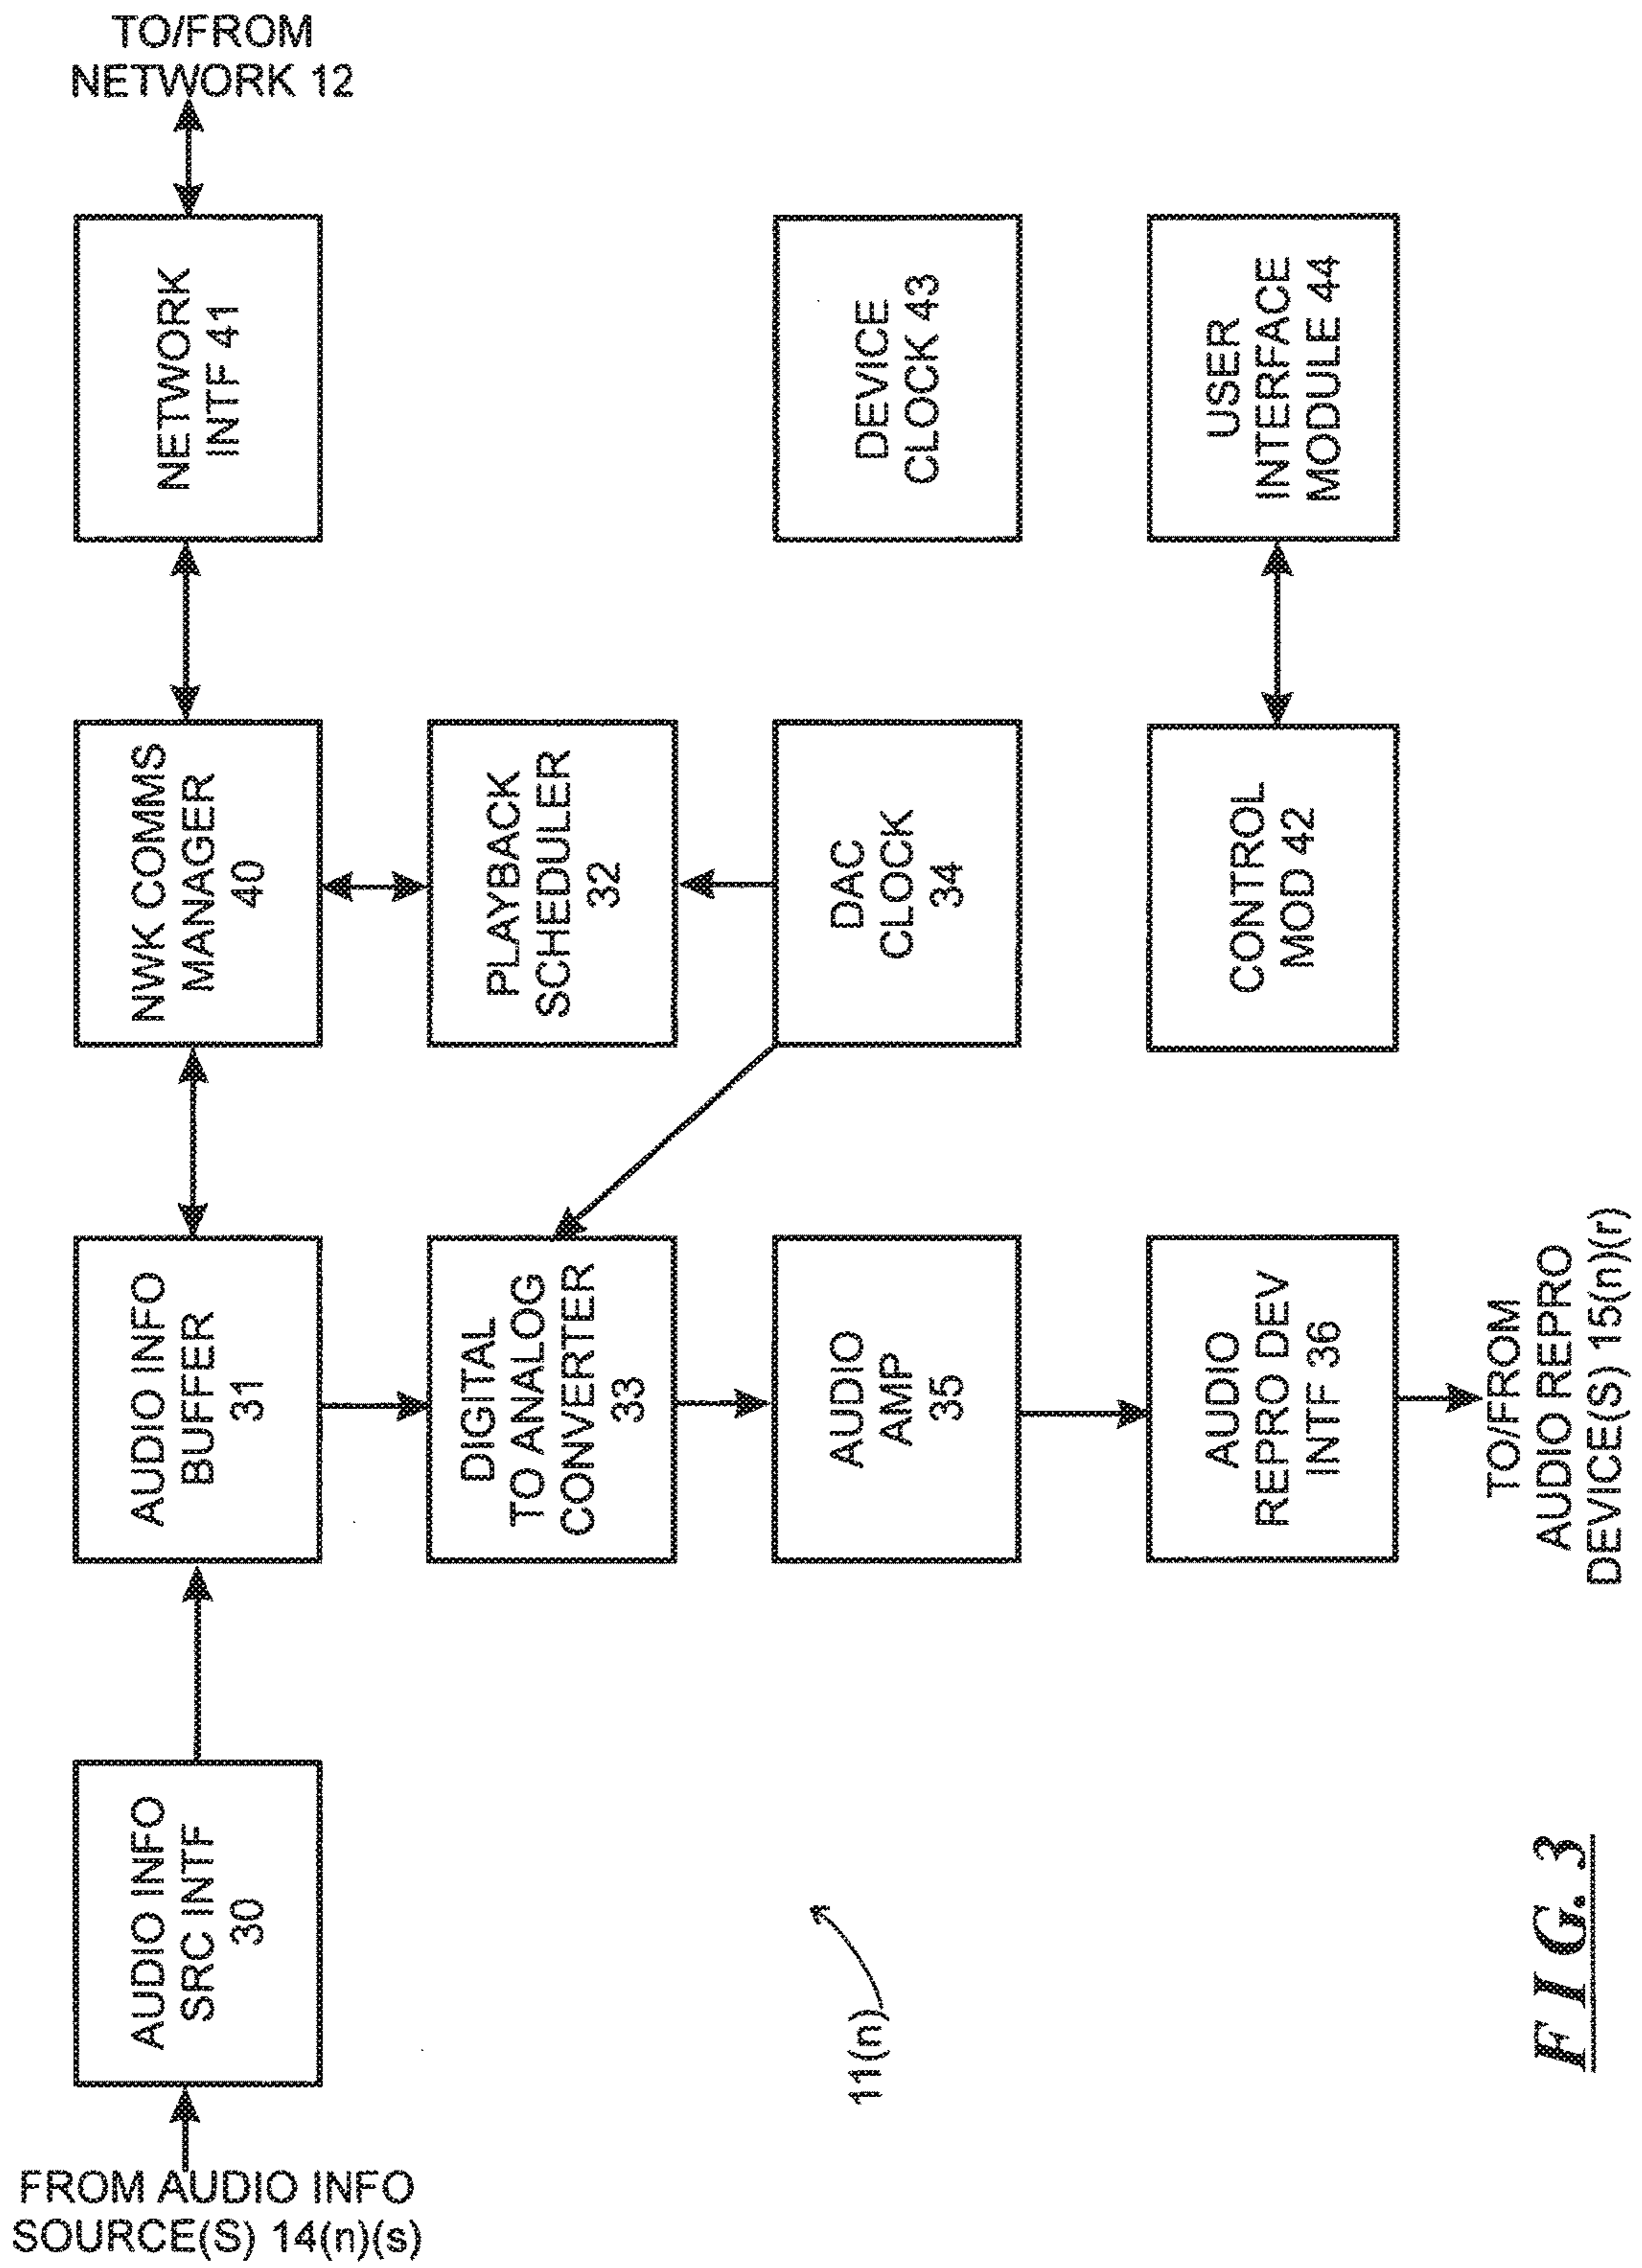 TO/FROM
NETWORK 12
NETWORK
INTF 41
DEVICE
CLOCK 43
USER
INTERFACE
MODULE 44
NWK COMMS
MANAGER
40
PLAYBACK
SCHEDULER
32
DAC
CLOCK
34
CONTROL
MOD 42
AUDIO INFO
BUFFER
31
DIGITAL
TO ANALOG
CONVERTER
33
AUDIO
AMP
35
AUDIO
REPRO DEV
INTF 36
TO/FROM
AUDIO REPRO
DEVICE(S) 15(n)(r)
AUDIO INFO
SRC INTF
30
11(n)
FIG. 3
FROM AUDIO INFO
SOURCE(S) 14(n)(s)